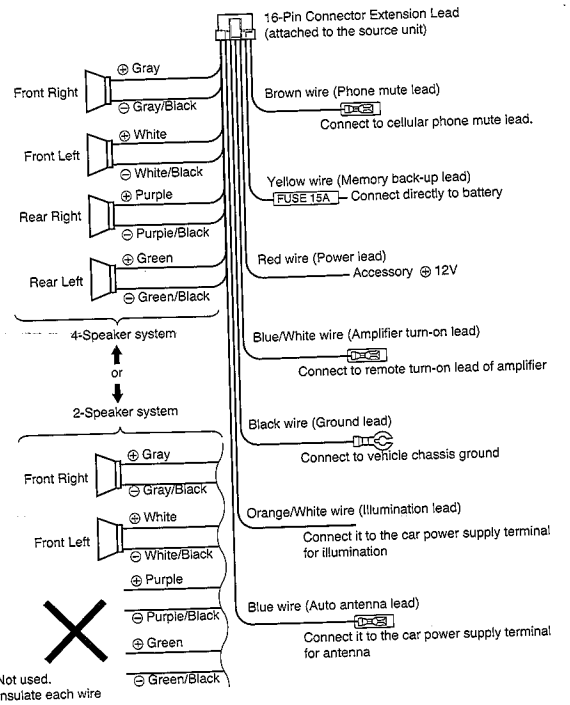 16-Pin Connector Extension Lead
(attached to the source unit)
Front Right
⊕ Gray
⊖ Gray/Black
Front Left
⊕ White
⊖ White/Black
Rear Right
⊕ Purple
⊖ Purple/Black
Rear Left
⊕ Green
⊖ Green/Black
4-Speaker system
or
2-Speaker system
Front Right
⊕ Gray
⊖ Gray/Black
Front Left
⊕ White
⊖ White/Black
⊕ Purple
⊖ Purple/Black
⊕ Green
⊖ Green/Black
Not used.
nsulate each wire
Brown wire (Phone mute lead)
Connect to cellular phone mute lead.
Yellow wire (Memory back-up lead)
FUSE 15A
Connect directly to battery
Red wire (Power lead)
Accessory ⊕ 12V
Blue/White wire (Amplifier turn-on lead)
Connect to remote turn-on lead of amplifier
Black wire (Ground lead)
Connect to vehicle chassis ground
Orange/White wire (Illumination lead)
Connect it to the car power supply terminal
for illumination
Blue wire (Auto antenna lead)
Connect it to the car power supply terminal
for antenna